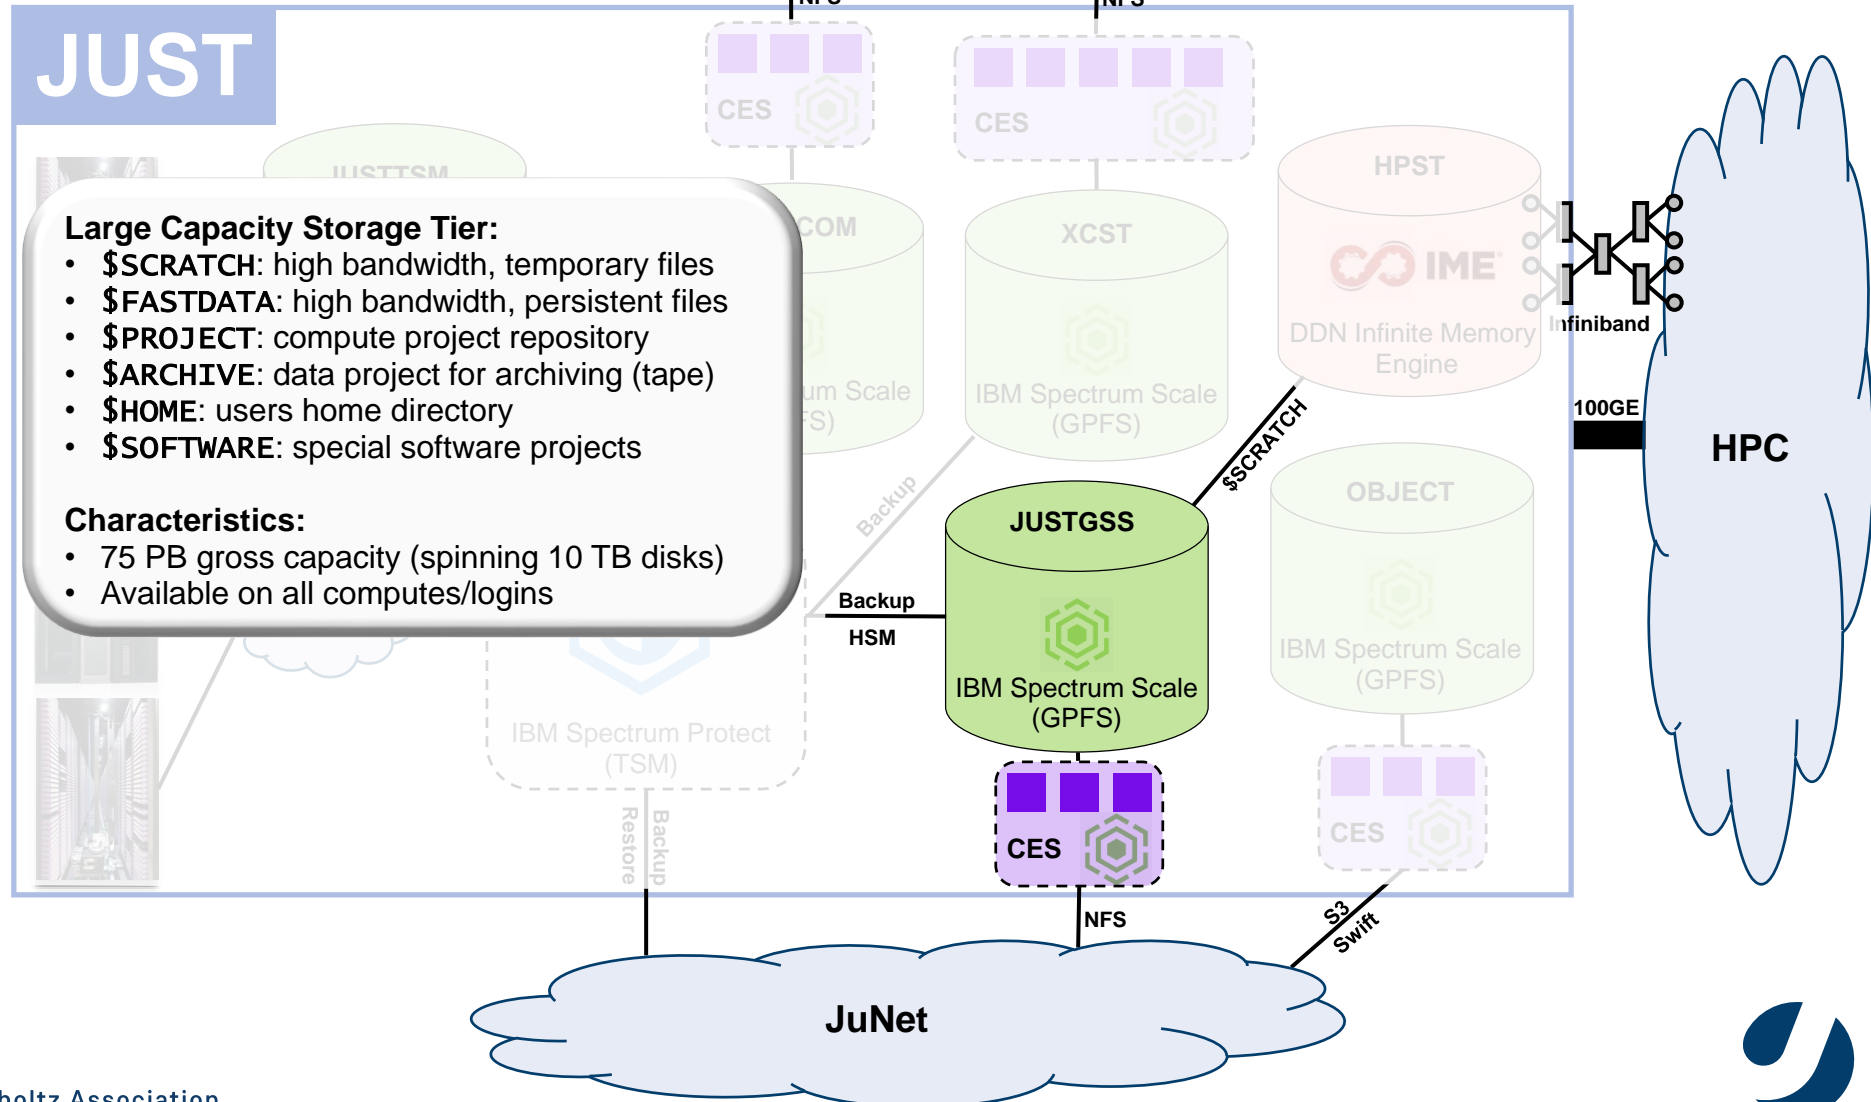 NFS
NFS
JUST
CES
CES
JUSTTSM
HPST
COM
XCST
Large Capacity Storage Tier:
• $SCRATCH: high bandwidth, temporary files
• $FASTDATA: high bandwidth, persistent files
• $PROJECT: compute project repository
• $ARCHIVE: data project for archiving (tape)
• $HOME: users home directory
• $SOFTWARE: special software projects
Characteristics:
• 75 PB gross capacity (spinning 10 TB disks)
• Available on all computes/logins
IME
DDN Infinite Memory
Engine
Infiniband
um Scale
FS)
IBM Spectrum Scale
(GPFS)
100GE
HPC
$SCRATCH
Backup
OBJECT
JUSTGSS
Backup
HSM
IBM Spectrum Scale
(GPFS)
IBM Spectrum Scale
(GPFS)
IBM Spectrum Protect
(TSM)
Backup
Restore
CES
CES
NFS
S3
Swift
JuNet
holtz Association